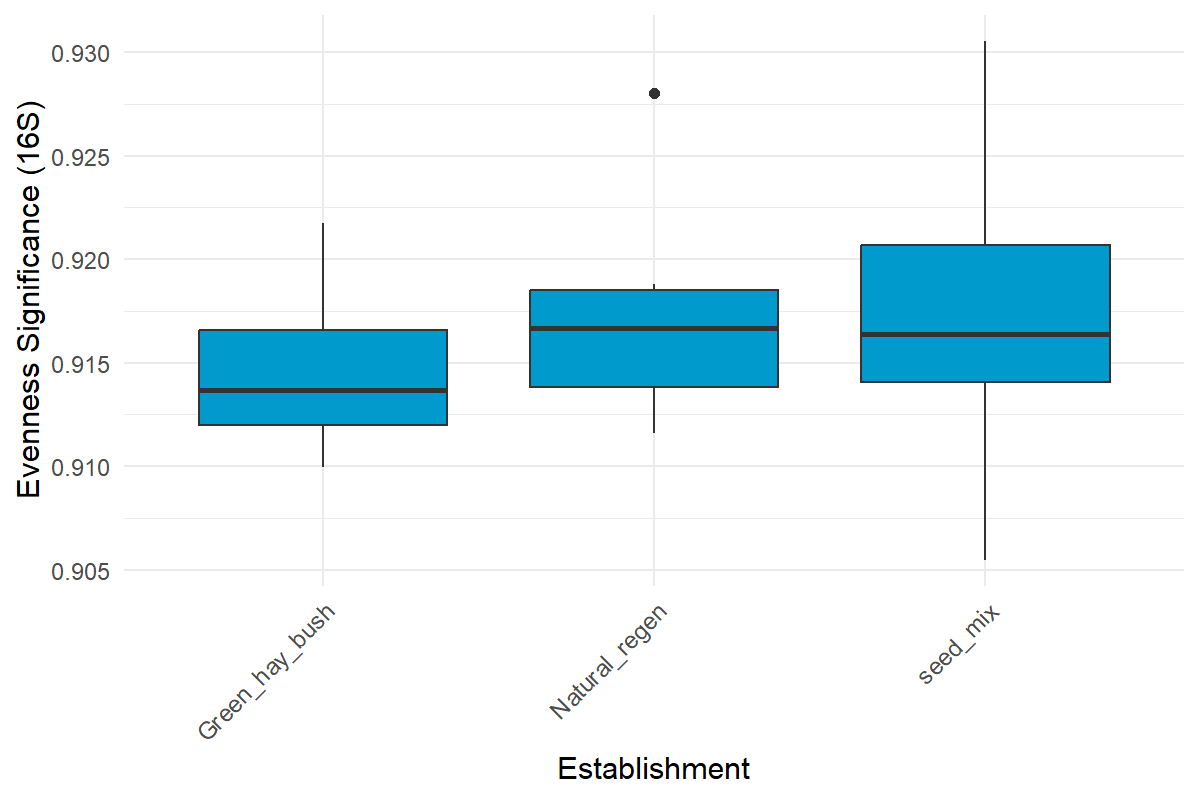 Evenness Significance (16S)
0.930
0.925
0.920
0.915
0.910
0.905
Green_hay_bush
Natural_regen
seed_mix
Establishment